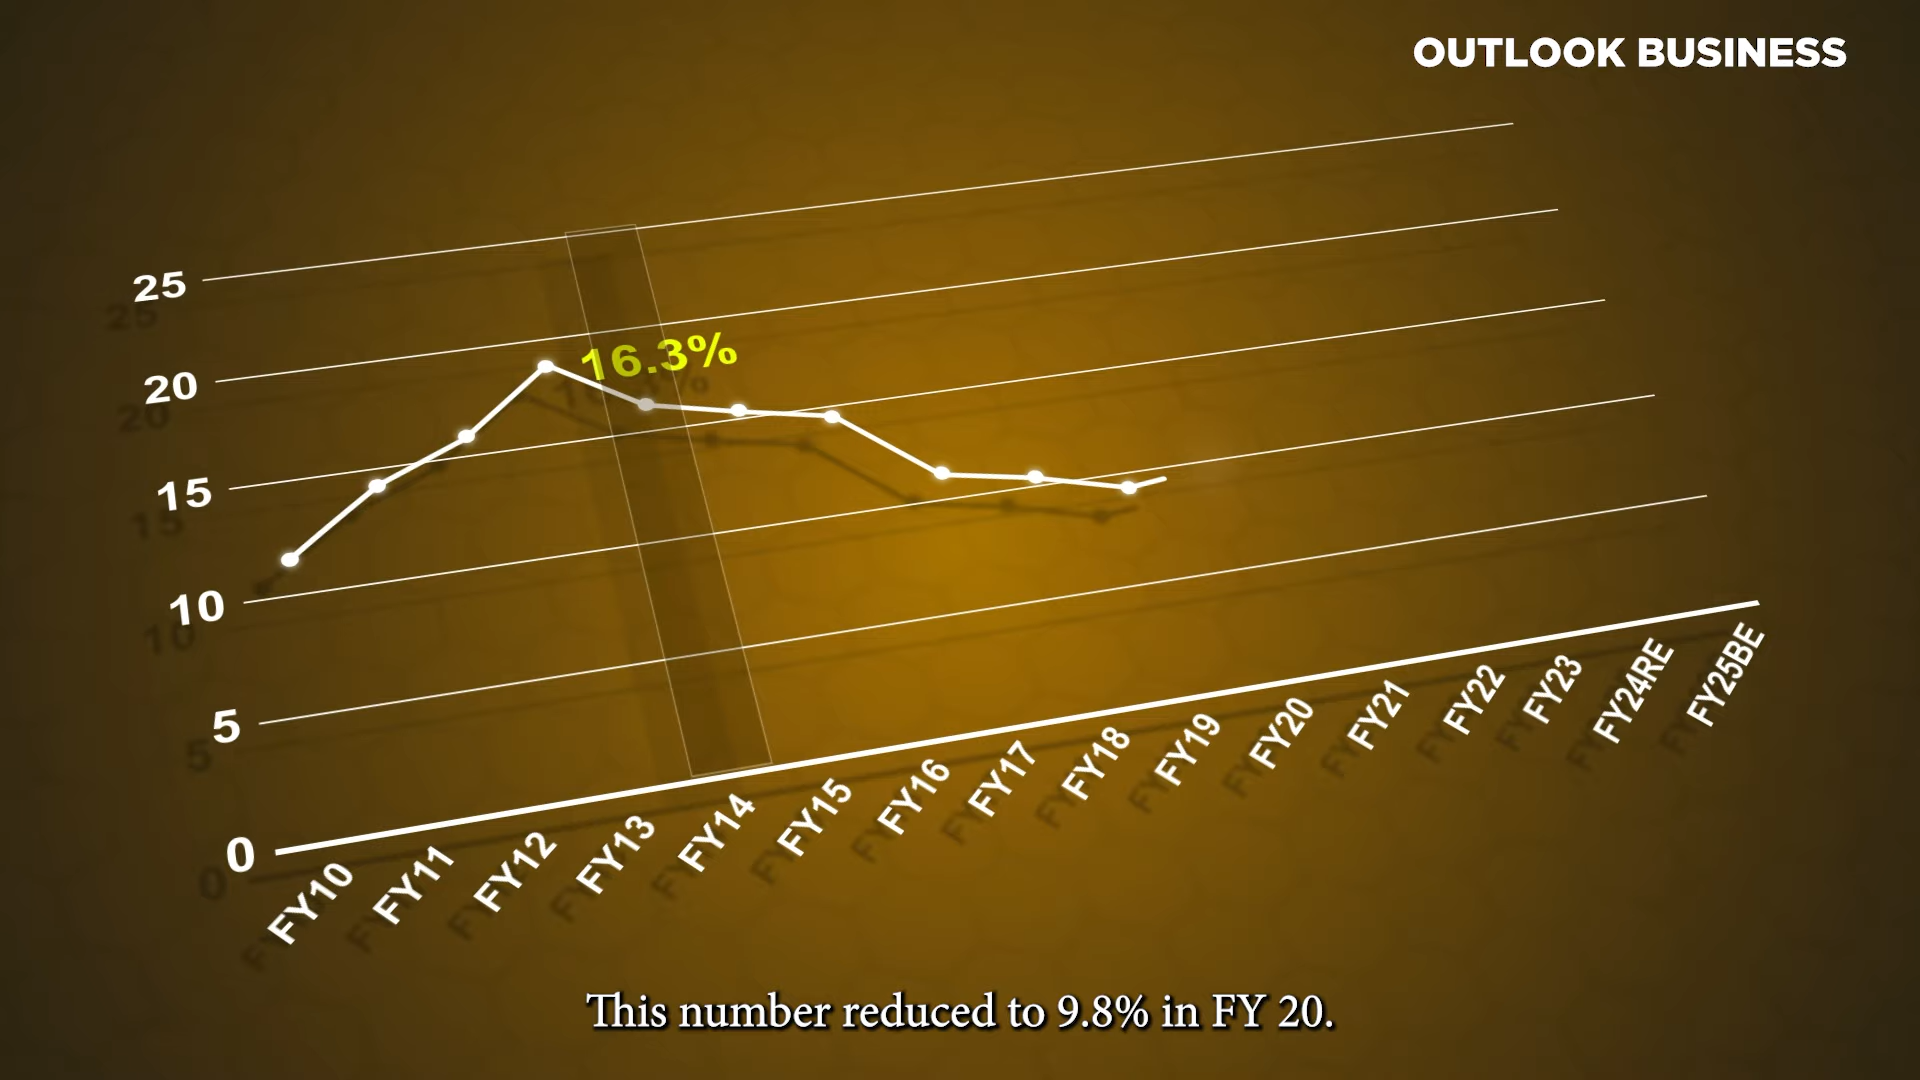 OUTLOOK BUSINESS
25
20
15
10
5
0
16.3%
FY10
FY11
FY12
FY13
FY14
FY15
FY16
FY17
FY18
FY19
FY20
FY21
FY22
FY23
FY24RE
FY25BE
This number reduced to 9.8% in FY 20.